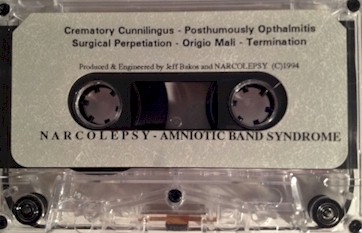 Crematory Cunnilingus - Posthumously Opthalmitis
Surgical Perpetiation - Origio Mali - Termination
Produced & Engineered by Jeff Bakos and NARCOLEPSY (C)1994
NARCOLEPSY - AMNIOTIC BAND SYNDROME